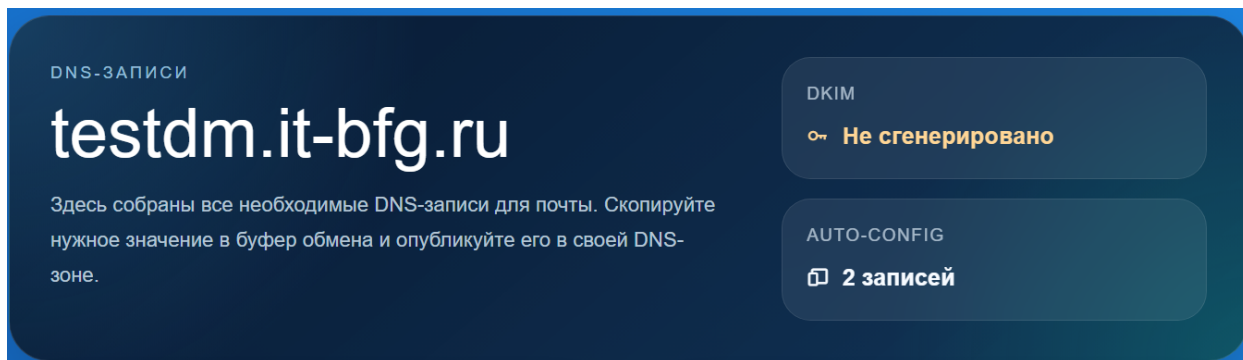 DNS-ЗАПИСИ
testdm.it-bfg.ru
Здесь собраны все необходимые DNS-записи для почты. Скопируйте
нужное значение в буфер обмена и опубликуйте его в своей DNS-
зоне.
DKIM
Не сгенерировано
AUTO-CONFIG
2 записей